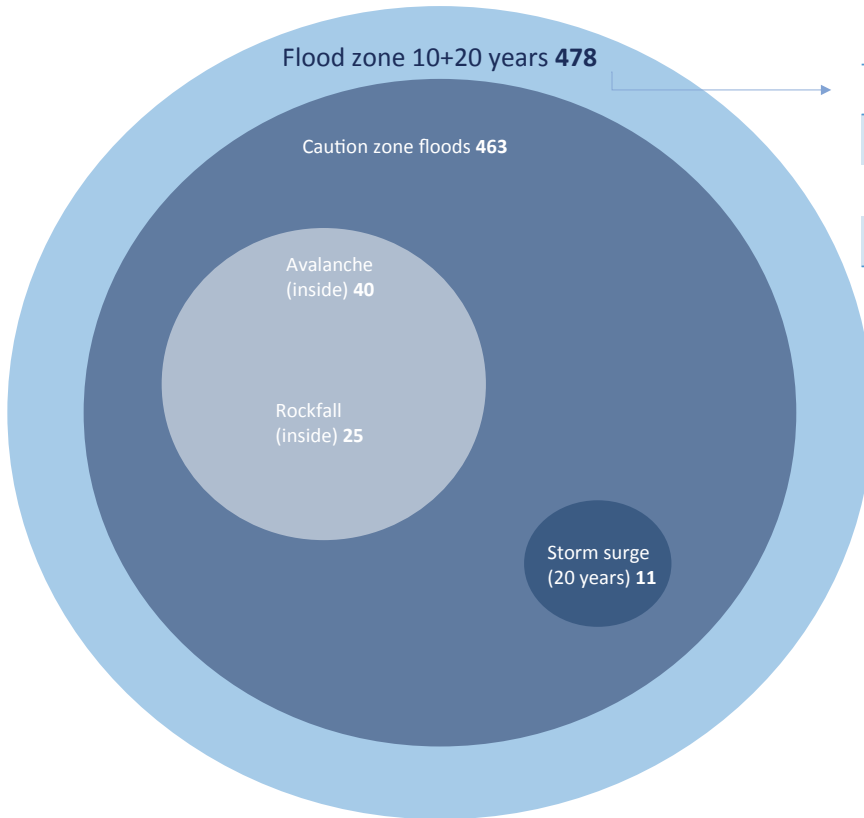 Flood zone 10+20 years 478
Caution zone floods 463
Avalanche
(inside) 40
Rockfall
(inside) 25
Storm surge
(20 years) 11